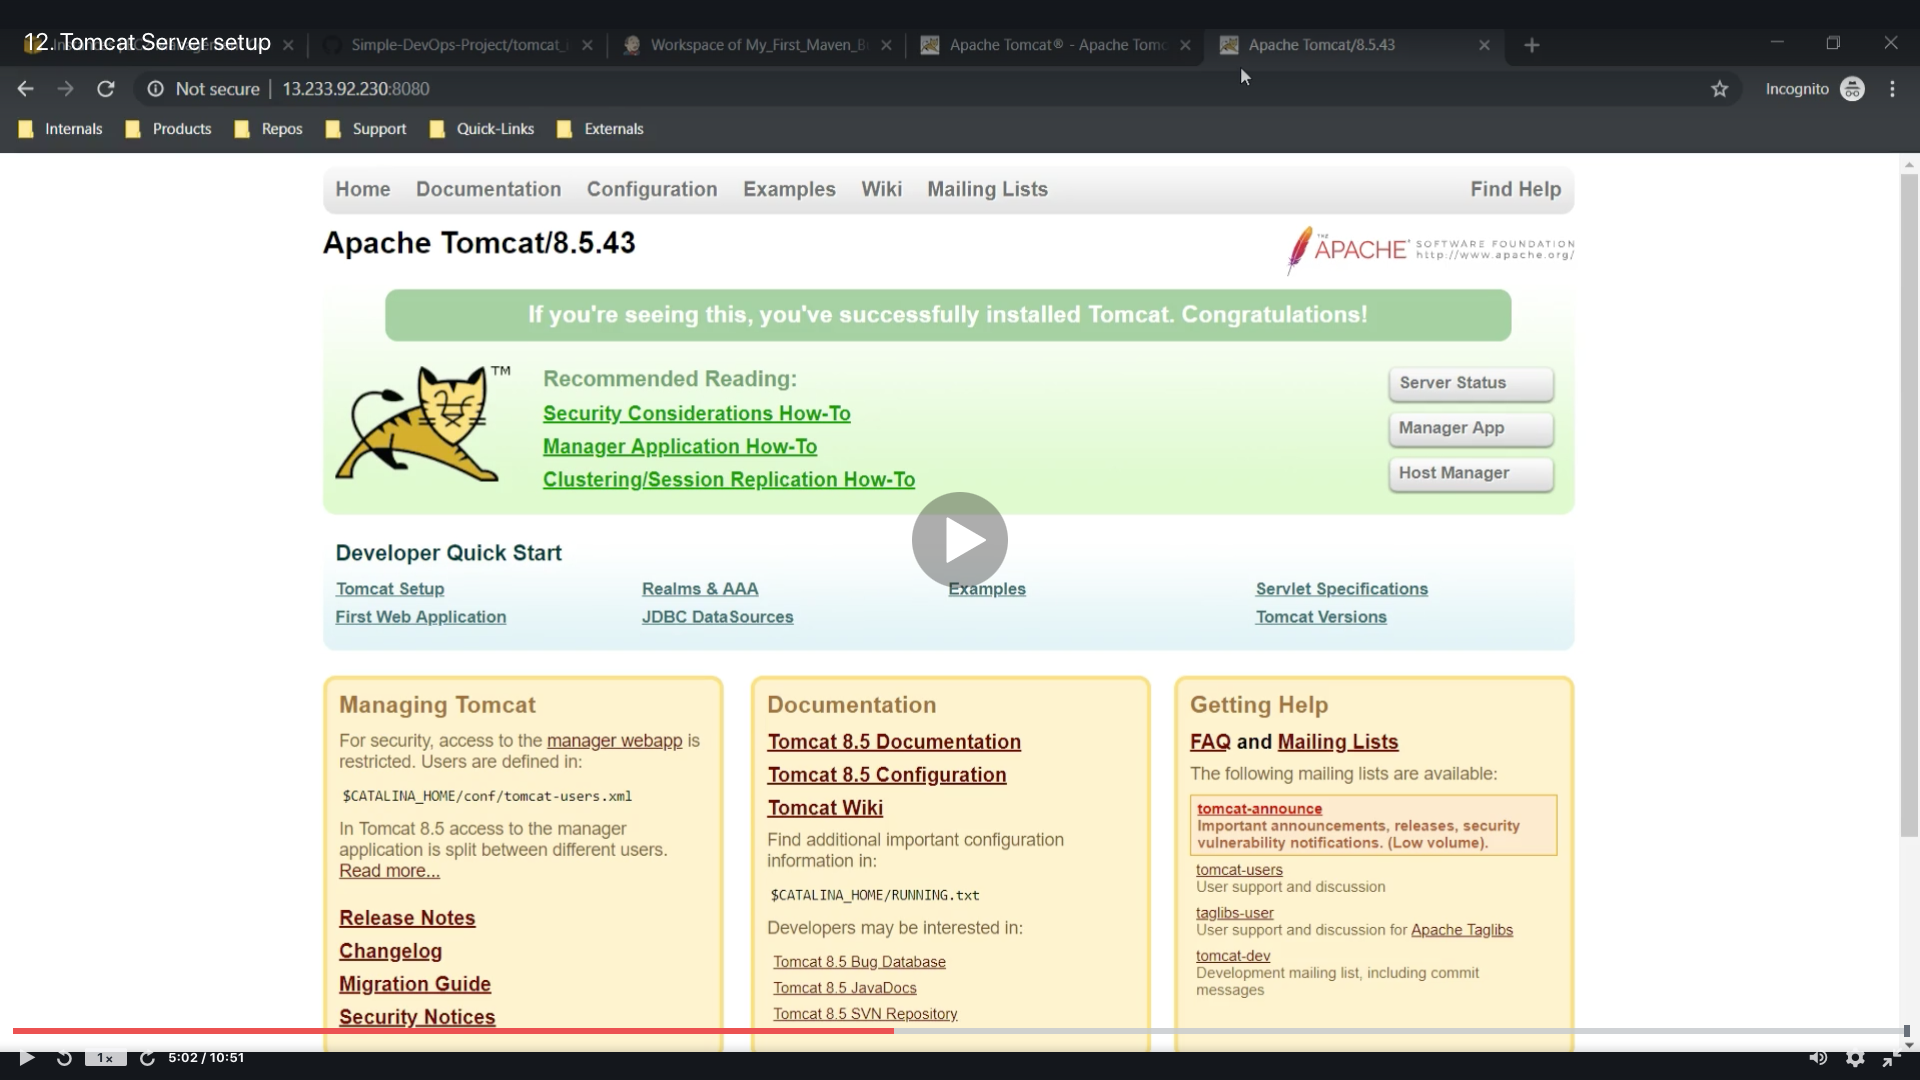 12. Tomcat Server setup
Simple-DevOps-Project/tomcat_
Workspace of My_First_Maven_B
Apache Tomcat® - Apache Tomc
Apache Tomcat/8.5.43
Not secure
13.233.92.230:8080
Incognito
Internals
Products
Repos
Support
Quick-Links
Externals
Home
Documentation
Configuration
Examples
Wiki
Mailing Lists
Find Help
Apache Tomcat/8.5.43
THE APACHE® SOFTWARE FOUNDATION
http://www.apache.org/
If you're seeing this, you've successfully installed Tomcat. Congratulations!
TM
Recommended Reading:
Security Considerations How-To
Manager Application How-To
Clustering/Session Replication How-To
Server Status
Manager App
Host Manager
Developer Quick Start
Tomcat Setup
First Web Application
Realms & AAA
JDBC DataSources
Examples
Servlet Specifications
Tomcat Versions
Managing Tomcat
For security, access to the manager webapp is
restricted. Users are defined in:
$CATALINA_HOME/conf/tomcat-users.xml
In Tomcat 8.5 access to the manager
application is split between different users.
Read more...
Release Notes
Changelog
Migration Guide
Security Notices
Documentation
Tomcat 8.5 Documentation
Tomcat 8.5 Configuration
Tomcat Wiki
Find additional important configuration
information in:
$CATALINA_HOME/RUNNING.txt
Developers may be interested in:
Tomcat 8.5 Bug Database
Tomcat 8.5 JavaDocs
Tomcat 8.5 SVN Repository
Getting Help
FAQ and Mailing Lists
The following mailing lists are available:
tomcat-announce
Important announcements, releases, security
vulnerability notifications. (Low volume).
tomcat-users
User support and discussion
taglibs-user
User support and discussion for Apache Taglibs
tomcat-dev
Development mailing list, including commit
messages
1x
5:02 / 10:51